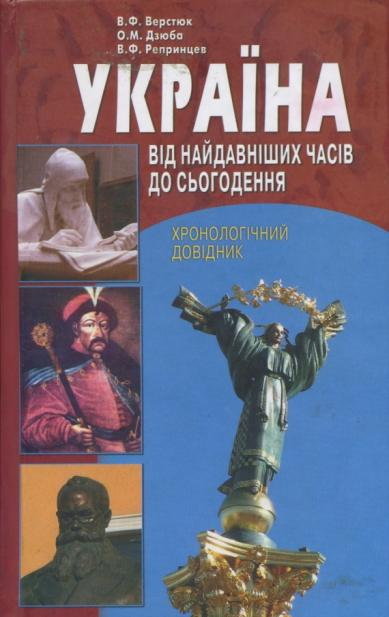 В.Ф. Верстюк
О.М. Дзюба
В.Ф. Репринцев
УКРАЇНА
ВІД НАЙДАВНІШИХ ЧАСІВ
ДО СЬОГОДЕННЯ
ХРОНОЛОГІЧНИЙ
ДОВІДНИК